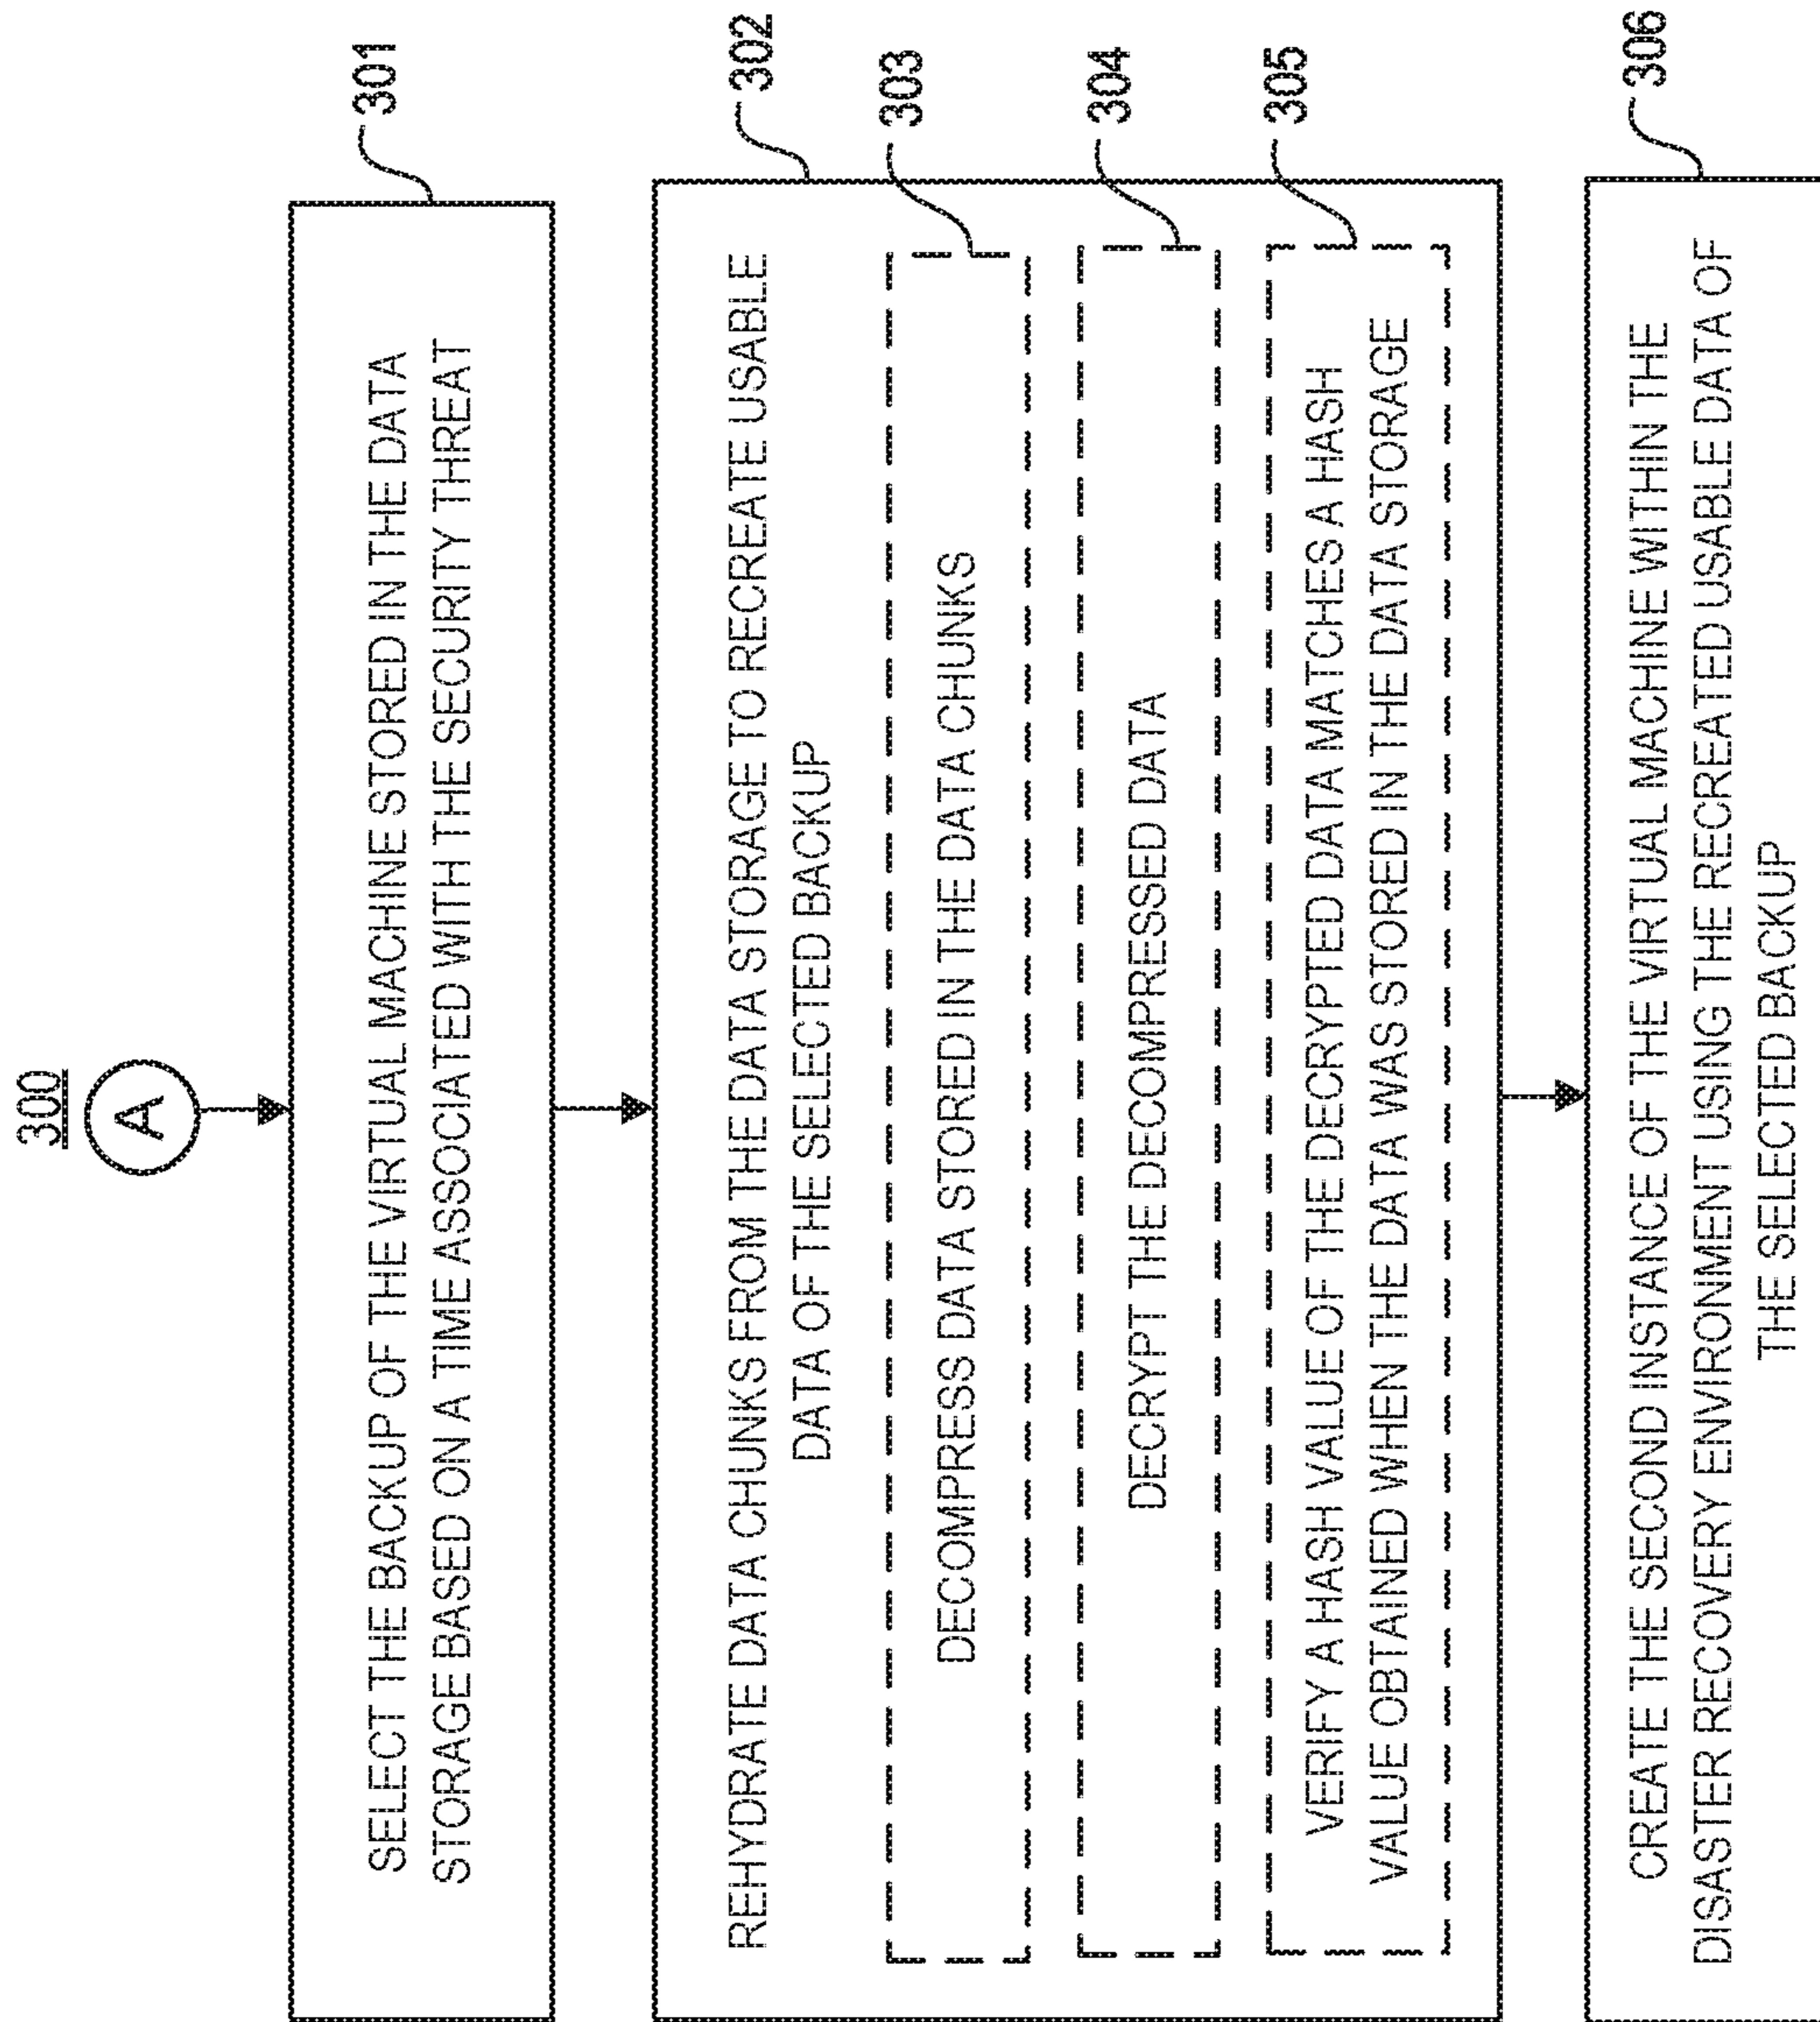 300
A
SELECT THE BACKUP OF THE VIRTUAL MACHINE STORED IN THE DATA
STORAGE BASED ON A TIME ASSOCIATED WITH THE SECURITY THREAT
301
REHYDRATE DATA CHUNKS FROM THE DATA STORAGE TO RECREATE USABLE
DATA OF THE SELECTED BACKUP
302
DECOMPRESS DATA STORED IN THE DATA CHUNKS
303
DECRYPT THE DECOMPRESSED DATA
304
VERIFY A HASH VALUE OF THE DECRYPTED DATA MATCHES A HASH
VALUE OBTAINED WHEN THE DATA WAS STORED IN THE DATA STORAGE
305
CREATE THE SECOND INSTANCE OF THE VIRTUAL MACHINE WITHIN THE
DISASTER RECOVERY ENVIRONMENT USING THE RECREATED USABLE DATA OF
THE SELECTED BACKUP
306